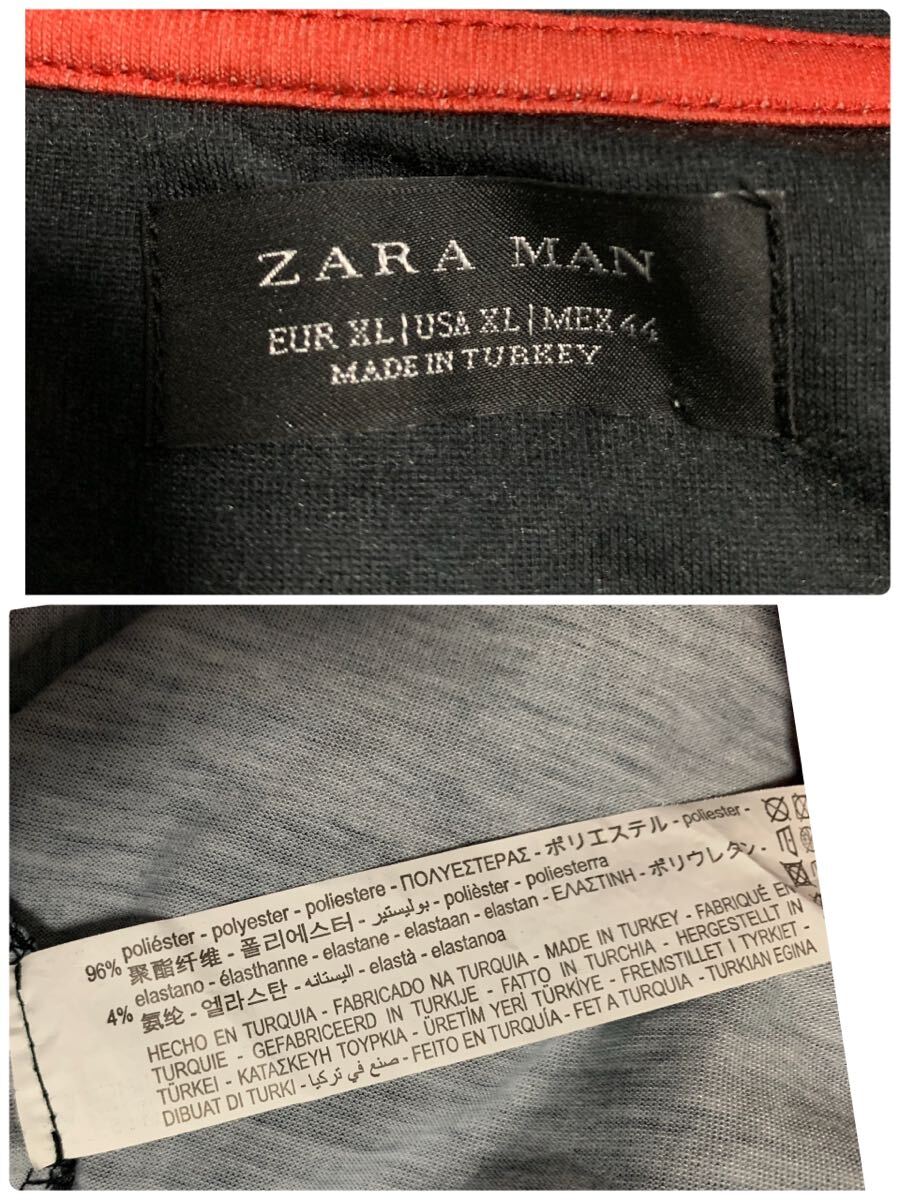 ZARA MAN
EUR XL | USA XL | MEX 44
MADE IN TURKEY
96% poliéster - polyester - poliestere - ΠΟΛΥΕΣΤΕΡΑΣ - ポリエステル - poliester -
聚酯纤维 - 폴리에스터 - بوليستير - polièster - poliesterra
4% elastano - élasthanne - elastane - elastaan - elastan - ΕΛΑΣΤΙΝΗ - ポリウレタン -
氨纶 - 엘라스탄 - اليستانه - elastà - elastanoa
HECHO EN TURQUIA - FABRICADO NA TURQUIA - MADE IN TURKEY - FABRIQUÉ EN
TURQUIE - GEFABRICEERD IN TURKIJE - FATTO IN TURCHIA - HERGESTELLT IN
TÜRKEI - ΚΑΤΑΣΚΕΥΗ ΤΟΥΡΚΙΑ - ÜRETİM YERİ TÜRKİYE - FREMSTILLET I TYRKIET -
DIBUAT DI TURKI - صنع في تركيا - FEITO EN TURQUÍA - FET A TURQUIA - TURKIAN EGINA